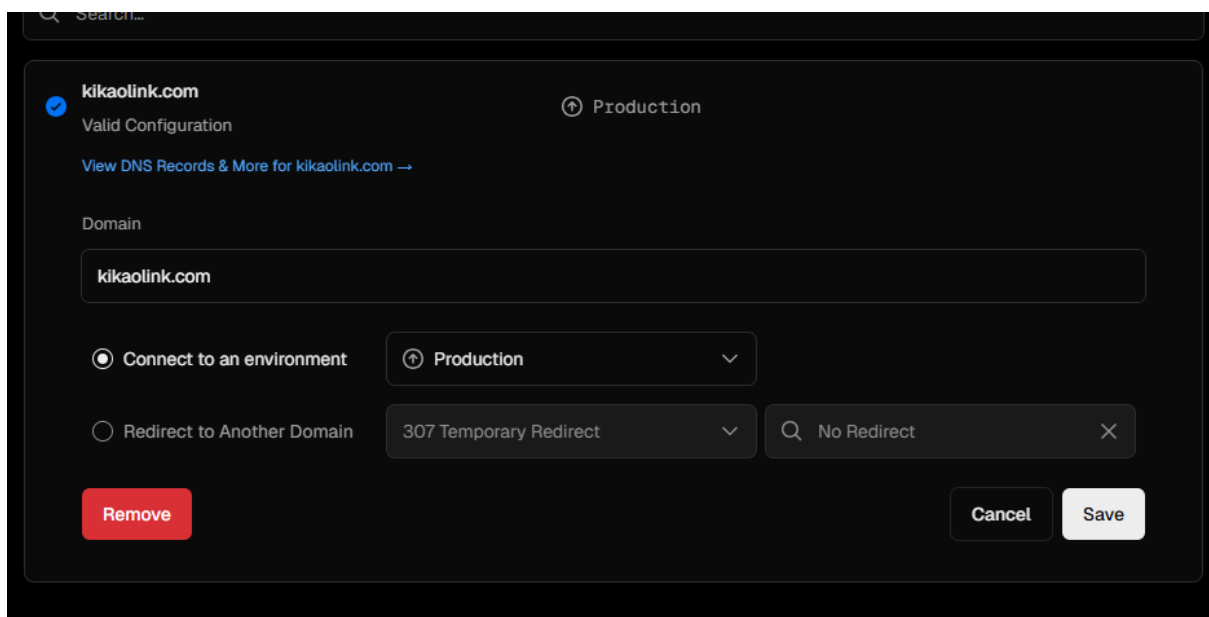 Search...
kikaolink.com
Valid Configuration
Production
View DNS Records & More for kikaolink.com →
Domain
kikaolink.com
Connect to an environment
Production
Redirect to Another Domain
307 Temporary Redirect
No Redirect
Remove
Cancel
Save